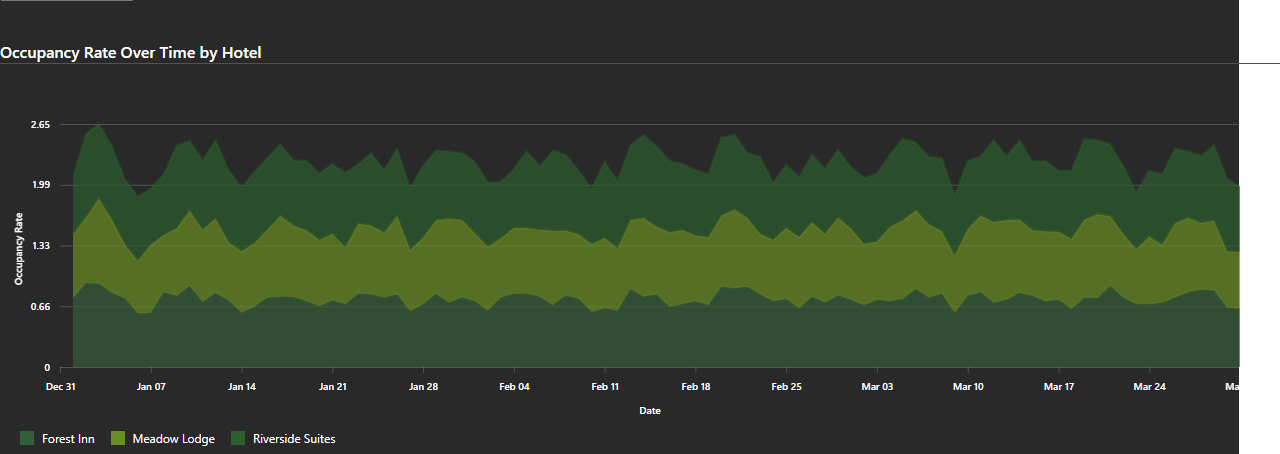 Occupancy Rate Over Time by Hotel
2.65
1.99
1.33
0.66
0
Occupancy Rate
Dec 31 Jan 07 Jan 14 Jan 21 Jan 28 Feb 04 Feb 11 Feb 18 Feb 25 Mar 03 Mar 10 Mar 17 Mar 24 Ma
Date
Forest Inn Meadow Lodge Riverside Suites